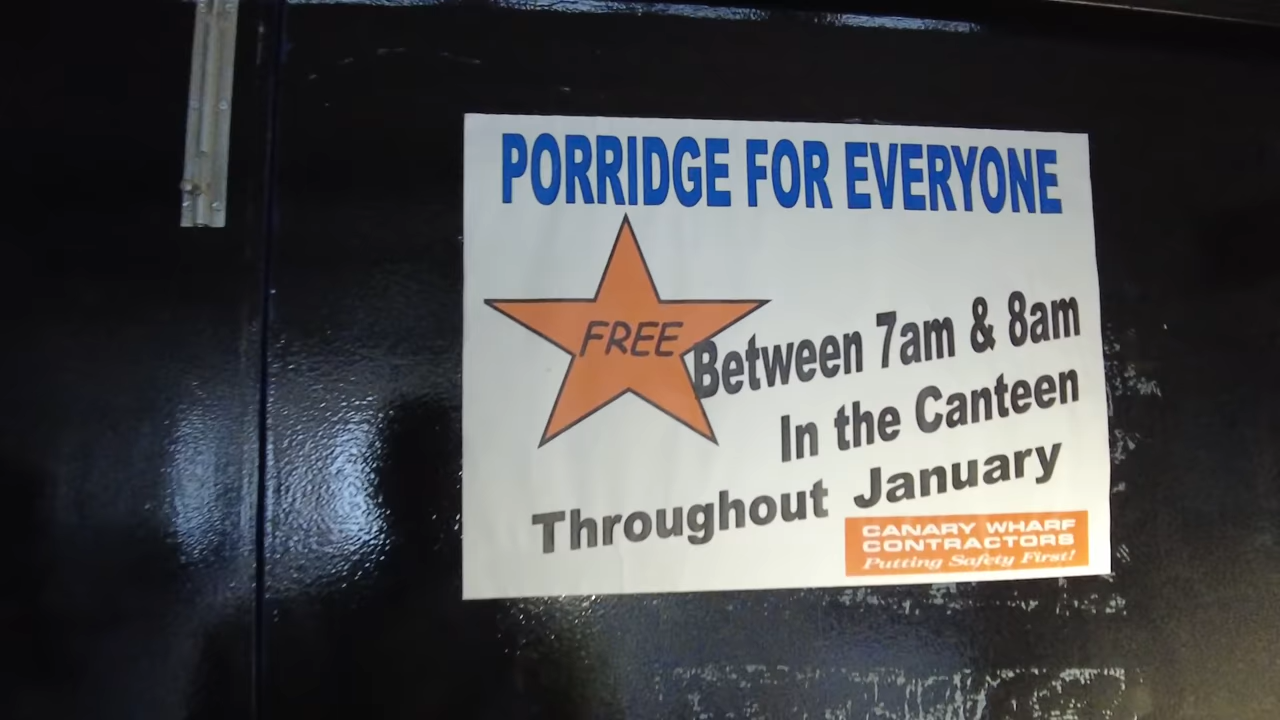 PORRIDGE FOR EVERYONE
FREE
Between 7am & 8am
In the Canteen
Throughout January
CANARY WHARF
CONTRACTORS
Putting Safety First!